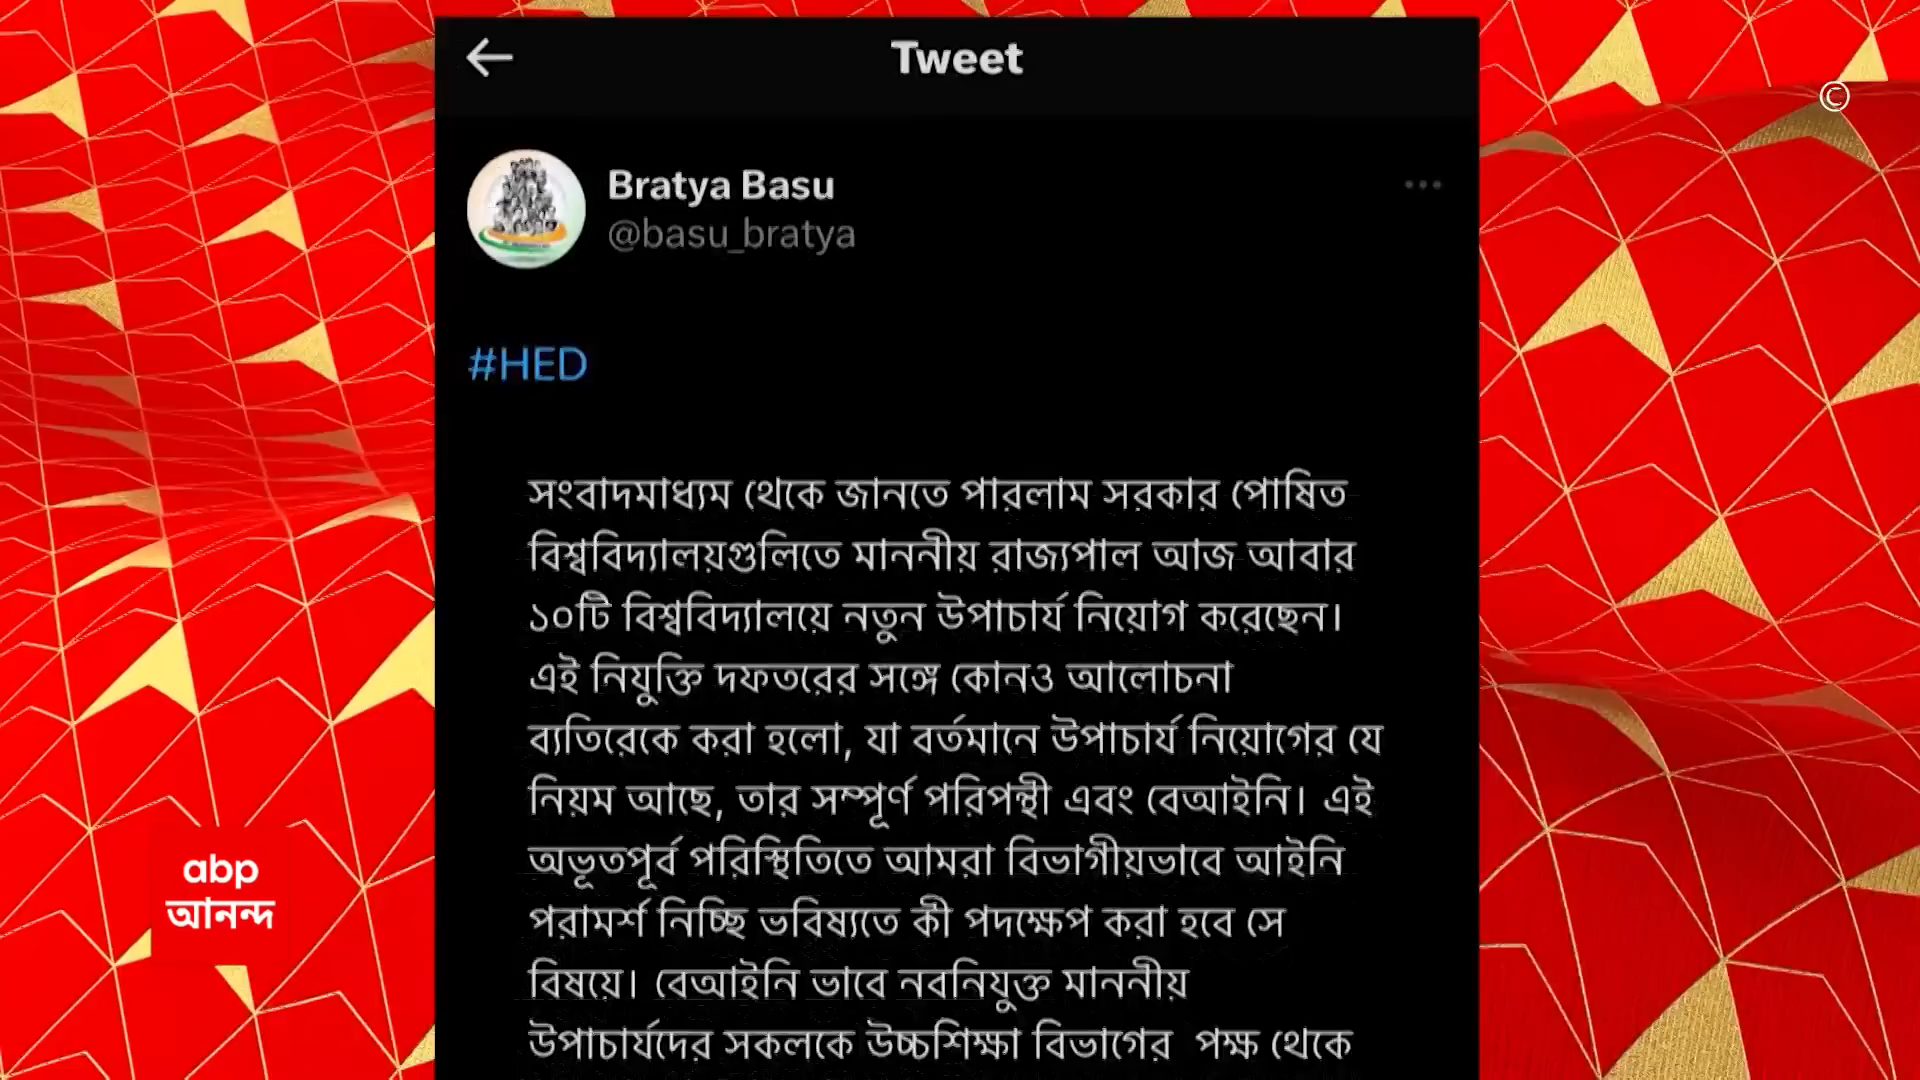 Tweet
©
Bratya Basu
@basu_bratya
#HED
সংবাদমাধ্যম থেকে জানতে পারলাম সরকার পোষিত
বিশ্ববিদ্যালয়গুলিতে মাননীয় রাজ্যপাল আজ আবার
১০টি বিশ্ববিদ্যালয়ে নতুন উপাচার্য নিয়োগ করেছেন।
এই নিযুক্তি দফতরের সঙ্গে কোনও আলোচনা
ব্যতিরেকে করা হলো, যা বর্তমানে উপাচার্য নিয়োগের যে
নিয়ম আছে, তার সম্পূর্ণ পরিপন্থী এবং বেআইনি। এই
অভূতপূর্ব পরিস্থিতিতে আমরা বিভাগীয়ভাবে আইনি
পরামর্শ নিচ্ছি ভবিষ্যতে কী পদক্ষেপ করা হবে সে
বিষয়ে। বেআইনি ভাবে নবনিযুক্ত মাননীয়
উপাচার্যদের সকলকে উচ্চশিক্ষা বিভাগের পক্ষ থেকে
abp
আনন্দ